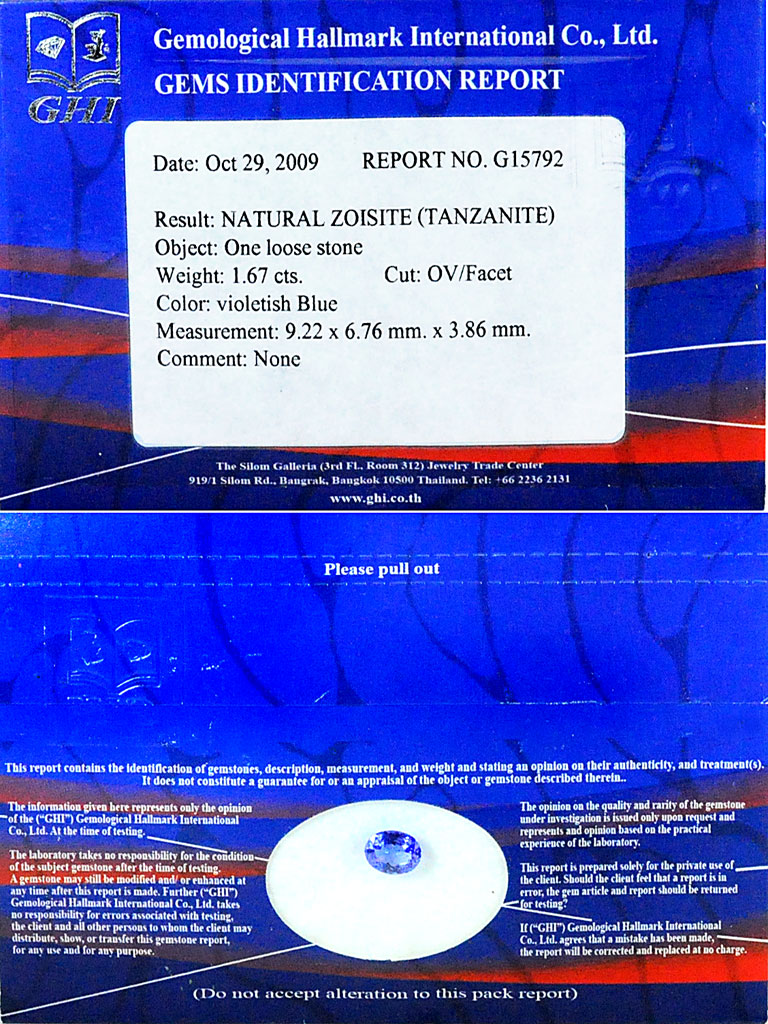 GHI
Gemological Hallmark International Co., Ltd.
GEMS IDENTIFICATION REPORT
Date: Oct 29, 2009 REPORT NO. G15792
Result: NATURAL ZOISITE (TANZANITE)
Object: One loose stone
Weight: 1.67 cts. Cut: OV/Facet
Color: violetish Blue
Measurement: 9.22 x 6.76 mm. x 3.86 mm.
Comment: None
The Silom Galleria (3rd FL. Room 312) Jewelry Trade Center
919/1 Silom Rd., Bangrak, Bangkok 10500 Thailand. Tel: +66 2236 2131
www.ghi.co.th
Please pull out
This report contains the identification of gemstones, description, measurement, and weight and stating an opinion on their authenticity, and treatment(s).
It does not constitute a guarantee for or an appraisal of the object or gemstone described therein..
The information given here represents only the opinion
of the ("GHI") Gemological Hallmark International
Co., Ltd. At the time of testing.
The laboratory takes no responsibility for the condition
of the subject gemstone after the time of testing.
A gemstone may still be modified and/ or enhanced at
any time after this report is made. Further ("GHI")
Gemological Hallmark International Co., Ltd. takes
no responsibility for errors associated with testing,
the client and all other persons to whom the client may
distribute, show, or transfer this gemstone report,
for any use and for any purpose.
The opinion on the quality and rarity of the gemstone
under investigation is issued only upon request and
represents and opinion based on the practical
experience of the laboratory.
This report is prepared solely for the private use of
the client. Should the client feel that a report is in
error, the gem article and report should be returned
for testing?
If ("GHI") Gemological Hallmark International
Co., Ltd. agrees that a mistake has been made,
the report will be corrected and replaced at no charge.
(Do not accept alteration to this pack report)